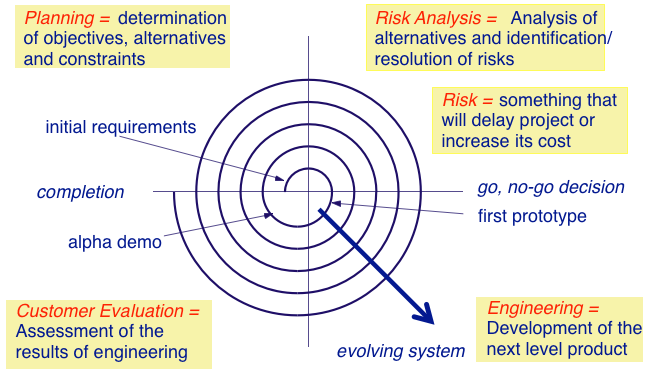 Planning = determination
of objectives, alternatives
and constraints
Risk Analysis = Analysis of
alternatives and identification/
resolution of risks
Risk = something that
will delay project or
increase its cost
initial requirements
completion
go, no-go decision
first prototype
alpha demo
Customer Evaluation =
Assessment of the
results of engineering
Engineering =
Development of the
next level product
evolving system